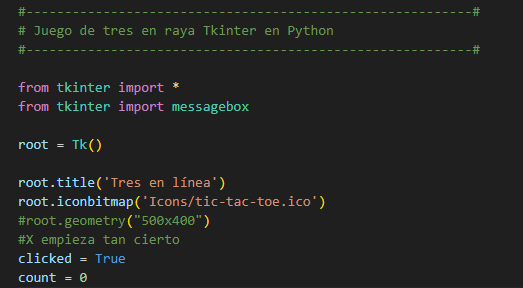 #---------------------------------------------------------#
# Juego de tres en raya Tkinter en Python
#---------------------------------------------------------#
from tkinter import *
from tkinter import messagebox
root = Tk()
root.title('Tres en línea')
root.iconbitmap('Icons/tic-tac-toe.ico')
#root.geometry("500x400")
#X empieza tan cierto
clicked = True
count = 0